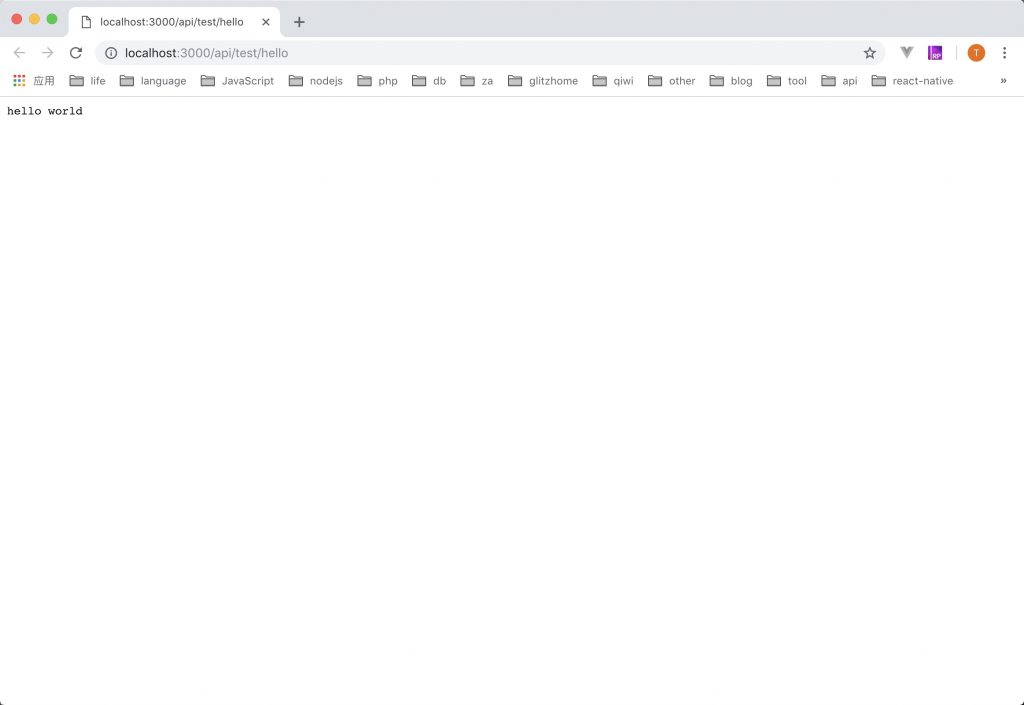 localhost:3000/api/test/hello
localhost:3000/api/test/hello
T
RP
应用 life language JavaScript nodejs php db za glitzhome qiwi other blog tool api react-native »
hello world